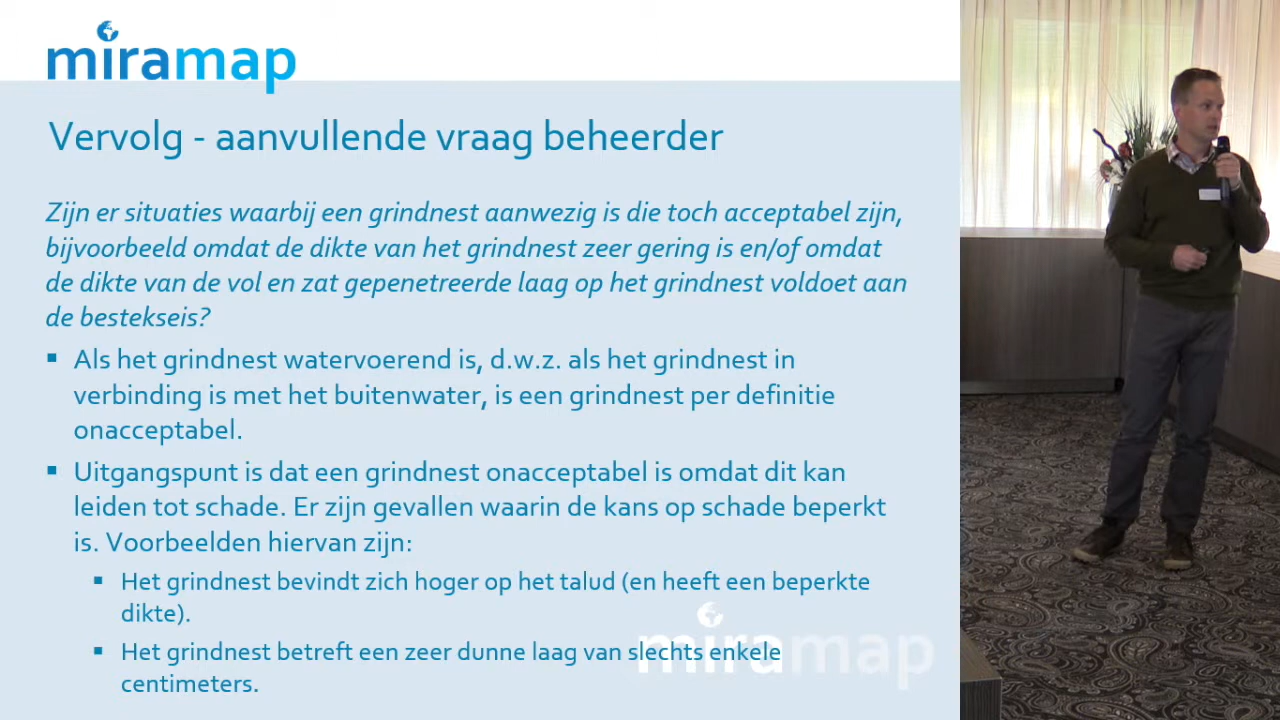 miramap
Vervolg - aanvullende vraag beheerder
Zijn er situaties waarbij een grindnest aanwezig is die toch acceptabel zijn,
bijvoorbeeld omdat de dikte van het grindnest zeer gering is en/of omdat
de dikte van de vol en zat gepenetreerde laag op het grindnest voldoet aan
de bestekseis?
▪ Als het grindnest watervoerend is, d.w.z. als het grindnest in
verbinding is met het buitenwater, is een grindnest per definitie
onacceptabel.
▪ Uitgangspunt is dat een grindnest onacceptabel is omdat dit kan
leiden tot schade. Er zijn gevallen waarin de kans op schade beperkt
is. Voorbeelden hiervan zijn:
▪ Het grindnest bevindt zich hoger op het talud (en heeft een beperkte
dikte).
▪ Het grindnest betreft een zeer dunne laag van slechts enkele
centimeters.
miramap